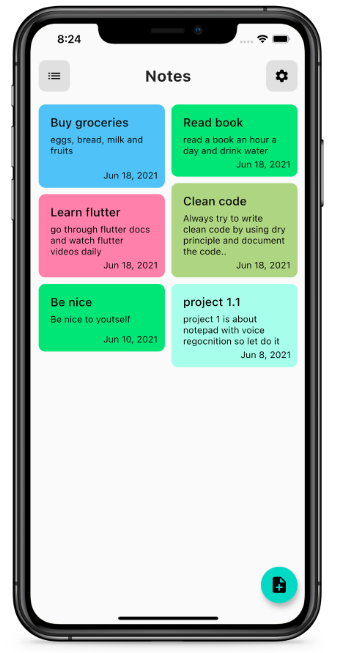 8:24
Notes
Buy groceries
eggs, bread, milk and
fruits
Jun 18, 2021
Read book
read a book an hour a
day and drink water
Jun 18, 2021
Learn flutter
go through flutter docs
and watch flutter
videos daily
Jun 18, 2021
Clean code
Always try to write
clean code by using dry
principle and document
the code..
Jun 18, 2021
Be nice
Be nice to youtself
Jun 10, 2021
project 1.1
project 1 is about
notepad with voice
regocnition so let do it
Jun 8, 2021